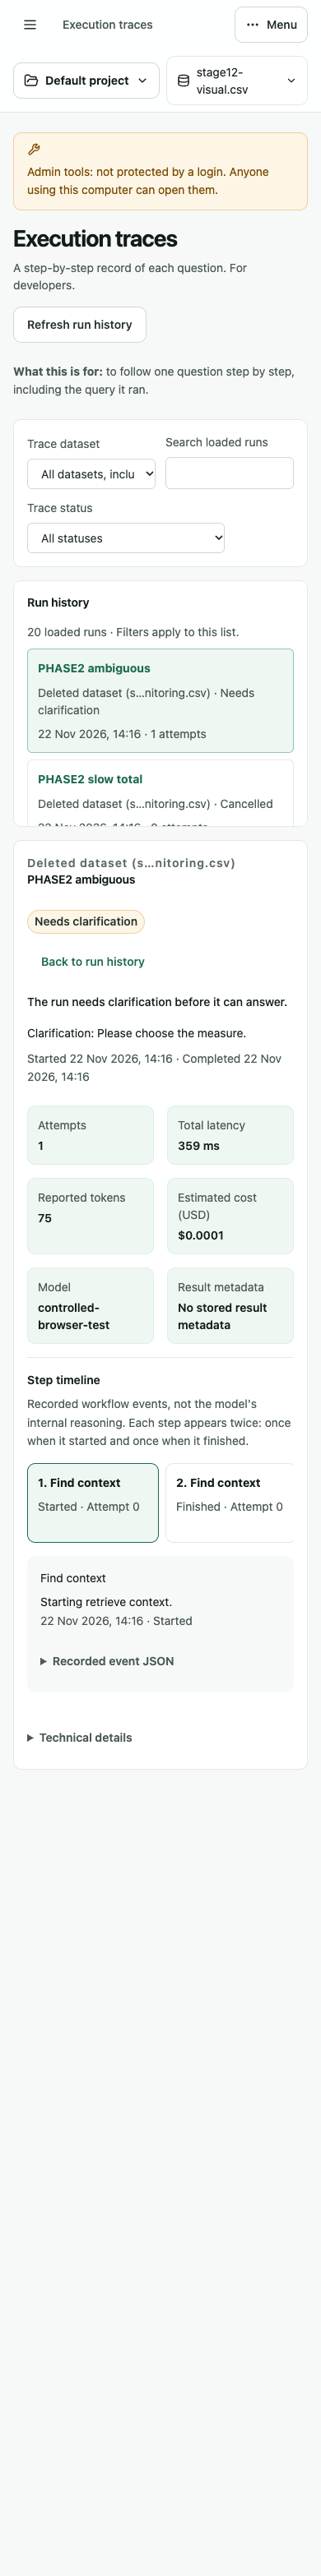 Execution traces
Menu
Default project
stage12-
visual.csv
Admin tools: not protected by a login. Anyone
using this computer can open them.
Execution traces
A step-by-step record of each question. For
developers.
Refresh run history
What this is for: to follow one question step by step,
including the query it ran.
Trace dataset
Search loaded runs
All datasets, inclu
Trace status
All statuses
Run history
20 loaded runs · Filters apply to this list.
PHASE2 ambiguous
Deleted dataset (s…nitoring.csv) · Needs
clarification
22 Nov 2026, 14:16 · 1 attempts
PHASE2 slow total
Deleted dataset (s…nitoring.csv) · Cancelled
22 Nov 2026, 14:16 · 0 attempts
Deleted dataset (s…nitoring.csv)
PHASE2 ambiguous
Needs clarification
Back to run history
The run needs clarification before it can answer.
Clarification: Please choose the measure.
Started 22 Nov 2026, 14:16 · Completed 22 Nov
2026, 14:16
Attempts
1
Total latency
359 ms
Reported tokens
75
Estimated cost
(USD)
$0.0001
Model
controlled-
browser-test
Result metadata
No stored result
metadata
Step timeline
Recorded workflow events, not the model's
internal reasoning. Each step appears twice: once
when it started and once when it finished.
1. Find context
Started · Attempt 0
2. Find context
Finished · Attempt 0
Find context
Starting retrieve context.
22 Nov 2026, 14:16 · Started
Recorded event JSON
Technical details